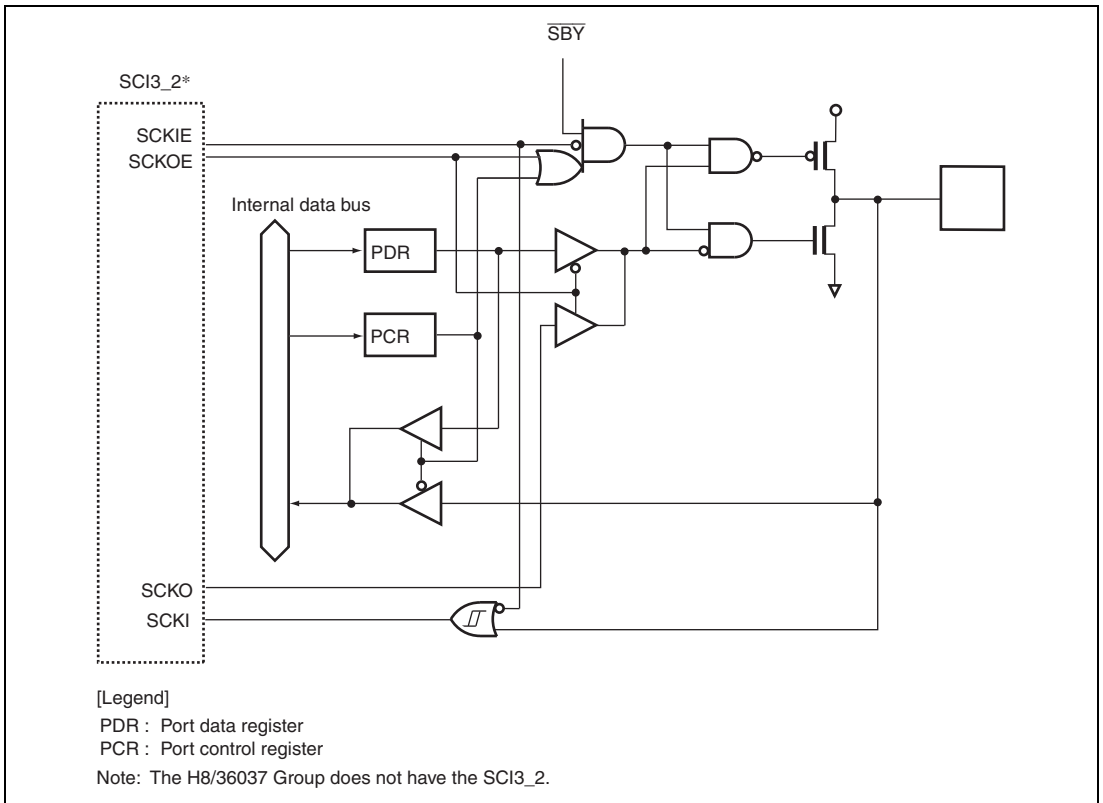 SBY
SCI3_2*
SCKIE
SCKOE
Internal data bus
PDR
PCR
SCKO
SCKI
[Legend]
PDR : Port data register
PCR : Port control register
Note: The H8/36037 Group does not have the SCI3_2.